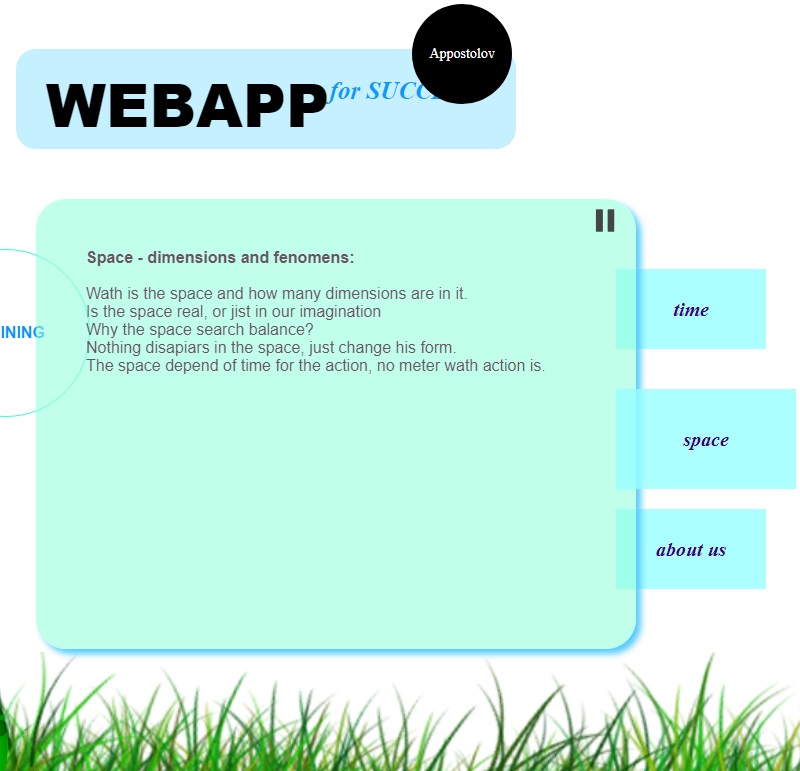 Appostolov
WEBAPP for SUCC
Space - dimensions and fenomens:
Wath is the space and how many dimensions are in it.
Is the space real, or jist in our imagination
Why the space search balance?
Nothing disapiars in the space, just change his form.
The space depend of time for the action, no meter wath action is.
INING
time
space
about us